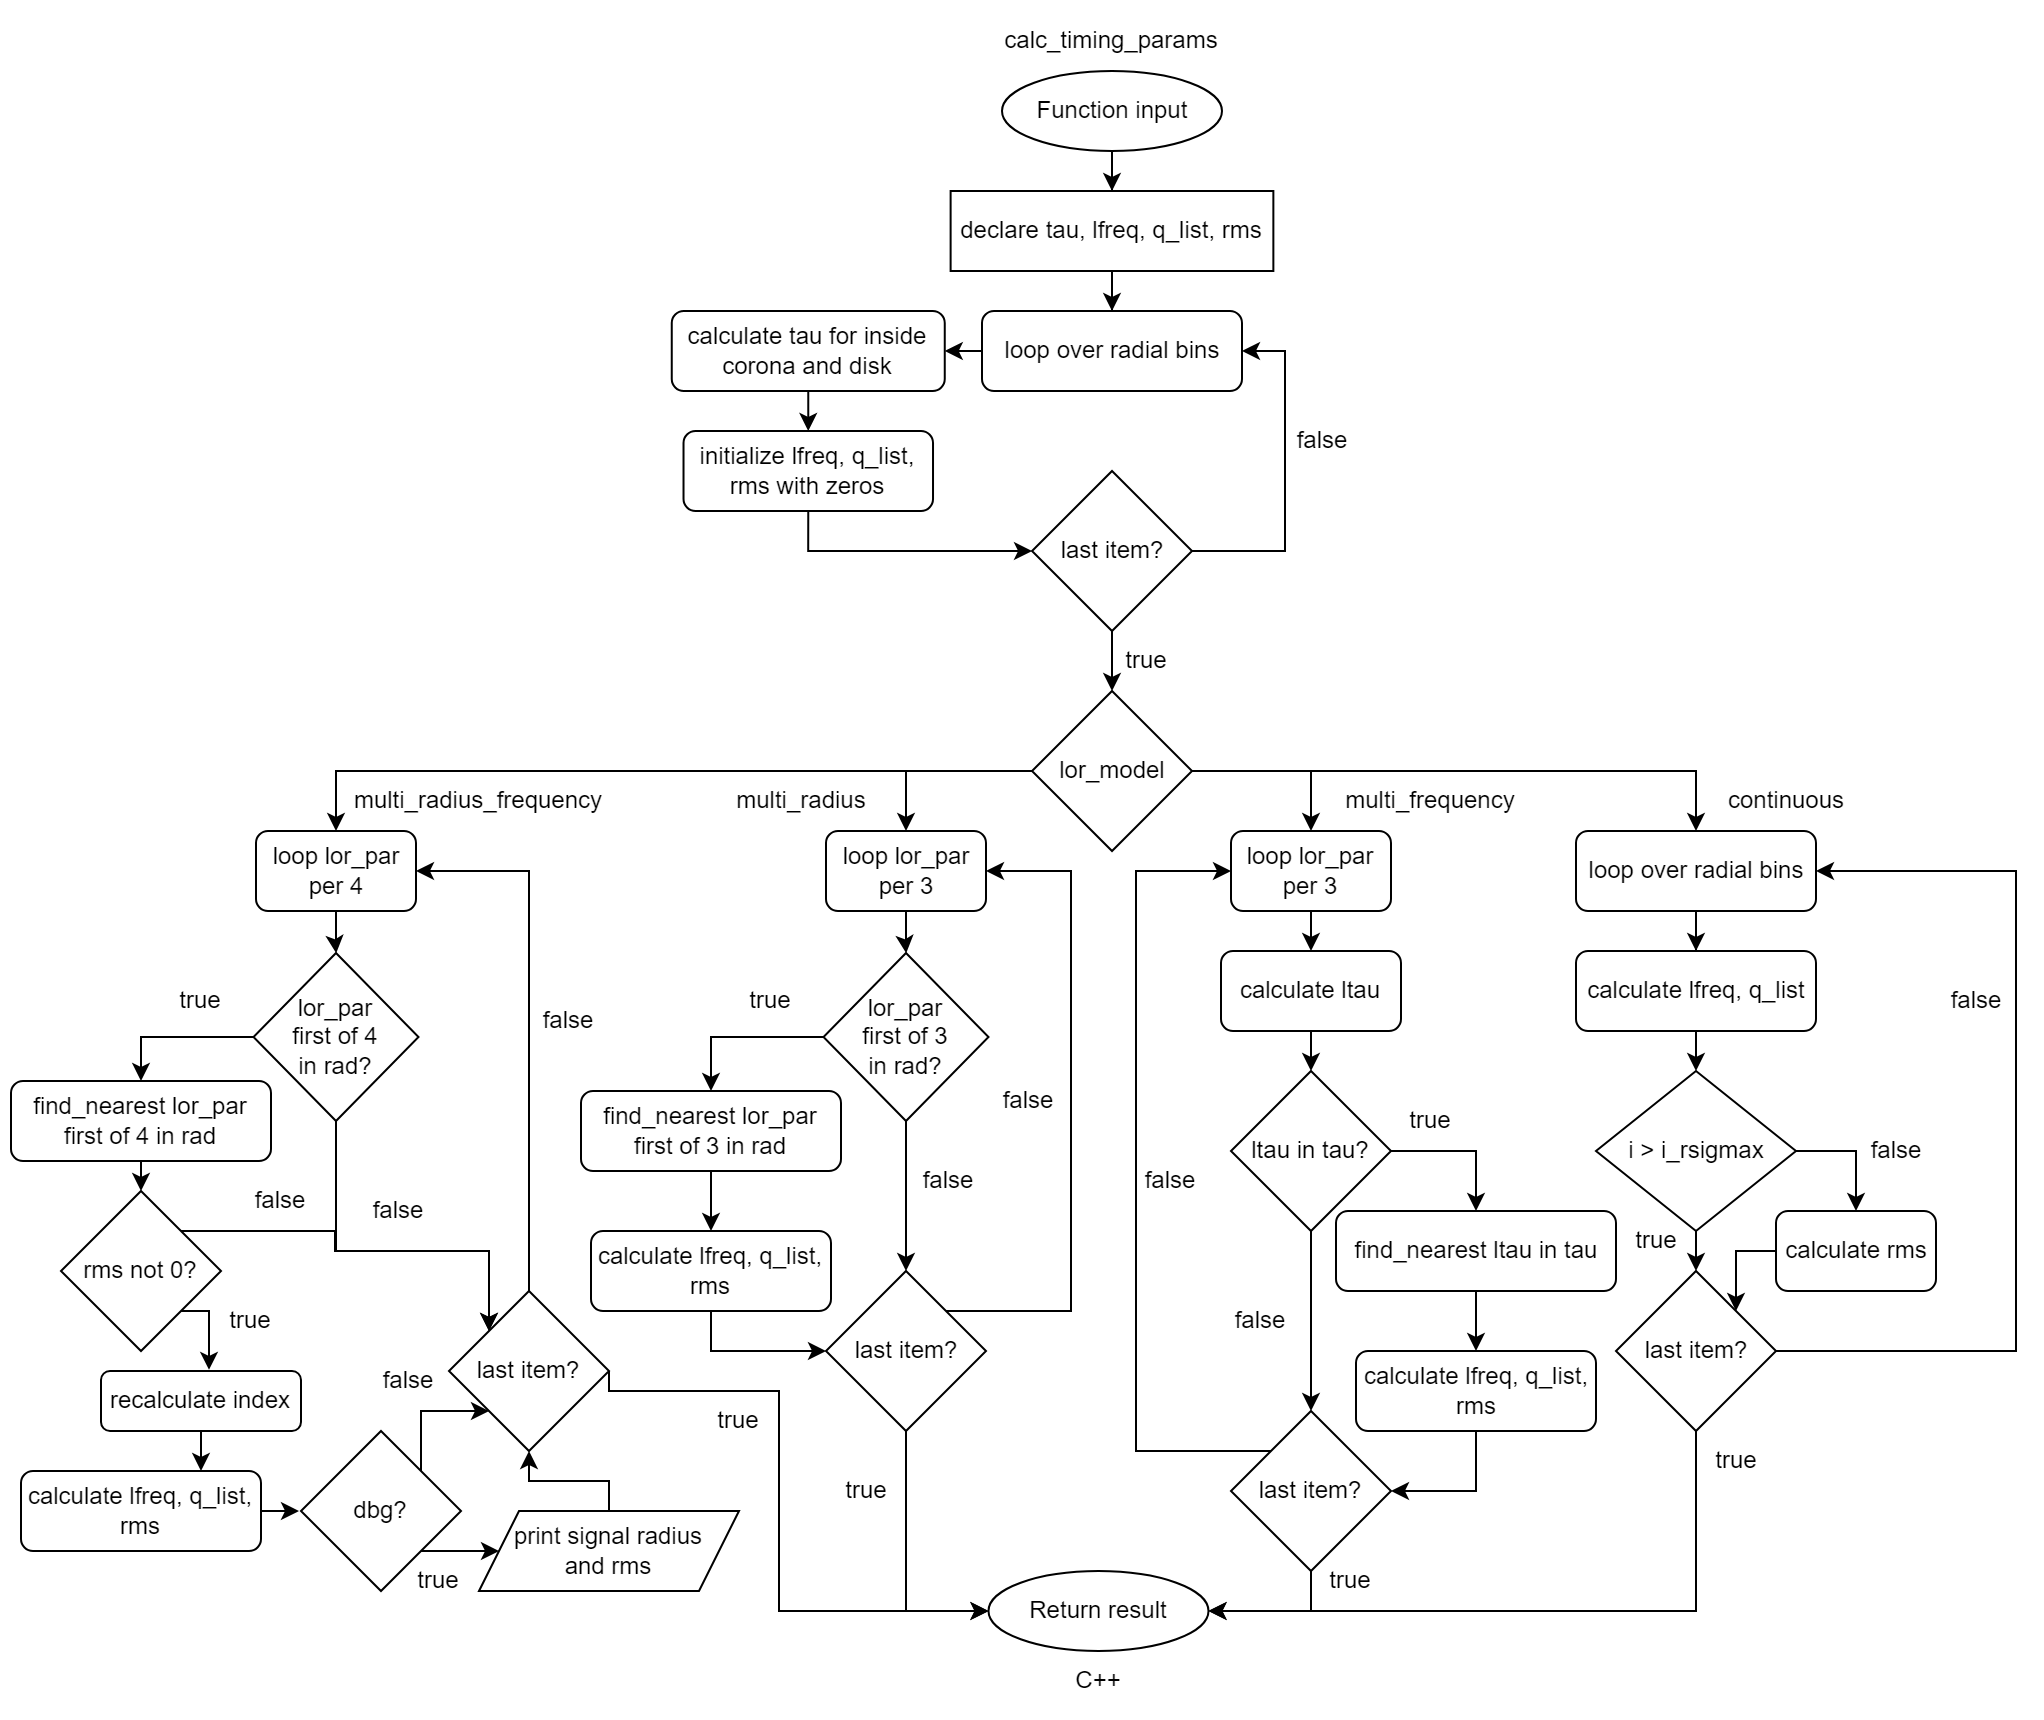 calc_timing_params
Function input
declare tau, lfreq, q_list, rms
calculate tau for inside
corona and disk
loop over radial bins
initialize lfreq, q_list,
rms with zeros
false
last item?
true
lor_model
multi_radius_frequency
multi_radius
multi_frequency
continuous
loop lor_par
per 4
true
lor_par
first of 4
in rad?
false
find_nearest lor_par
first of 4 in rad
false
false
rms not 0?
true
recalculate index
calculate lfreq, q_list,
rms
dbg?
false
true
print signal radius
and rms
last item?
true
loop lor_par
per 3
true
lor_par
first of 3
in rad?
false
find_nearest lor_par
first of 3 in rad
false
calculate lfreq, q_list,
rms
last item?
true
loop lor_par
per 3
calculate ltau
ltau in tau?
true
false
find_nearest ltau in tau
false
calculate lfreq, q_list,
rms
last item?
true
loop over radial bins
calculate lfreq, q_list
false
i > i_rsigmax
false
true
calculate rms
last item?
true
Return result
C++